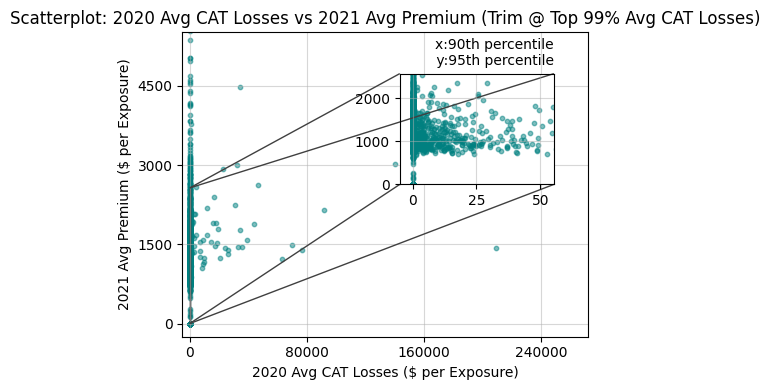 Scatterplot: 2020 Avg CAT Losses vs 2021 Avg Premium (Trim @ Top 99% Avg CAT Losses)
x:90th percentile
y:95th percentile
2000
1000
0
0 25 50
2021 Avg Premium ($ per Exposure)
4500
3000
1500
0
0 80000 160000 240000
2020 Avg CAT Losses ($ per Exposure)